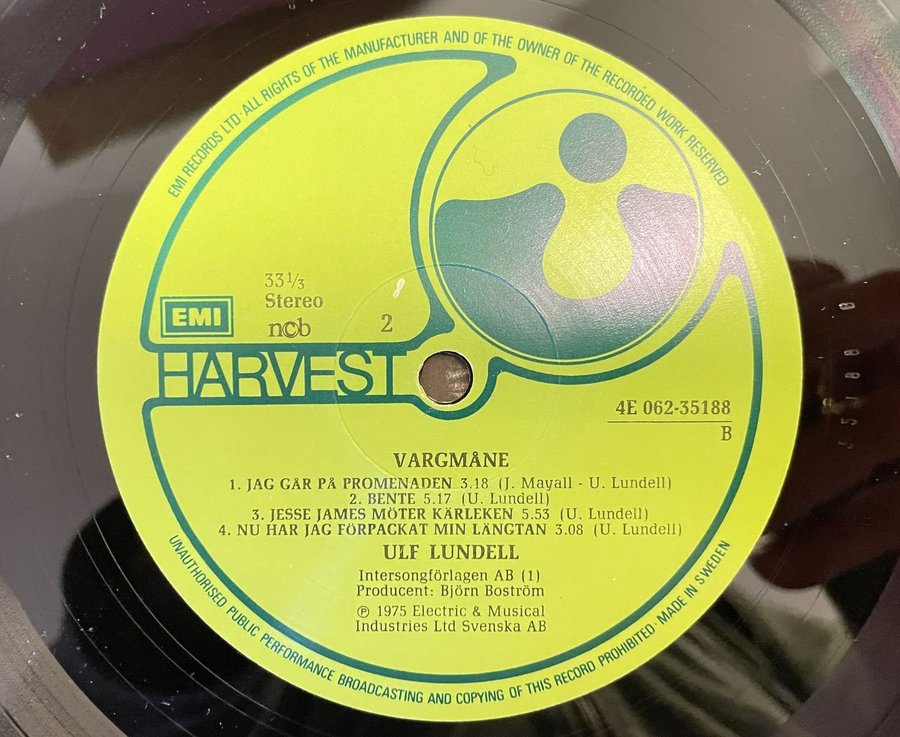 EMI RECORDS LTD·ALL RIGHTS OF THE MANUFACTURER AND OF THE OWNER OF THE RECORDED WORK RESERVED
33⅓
Stereo
EMI
ncb 2
HARVEST
4E 062-35188
B
VARGMÅNE
1. JAG GÅR PÅ PROMENADEN 3.18 (J. Mayall - U. Lundell)
2. BENTE 5.17 (U. Lundell)
3. JESSE JAMES MÖTER KÄRLEKEN 5.53 (U. Lundell)
4. NU HAR JAG FÖRPACKAT MIN LÄNGTAN 3.08 (U. Lundell)
ULF LUNDELL
Intersongförlagen AB (1)
Producent: Björn Boström
℗ 1975 Electric & Musical
Industries Ltd Svenska AB
UNAUTHORISED PUBLIC PERFORMANCE BROADCASTING AND COPYING OF THIS RECORD PROHIBITED·MADE IN SWEDEN